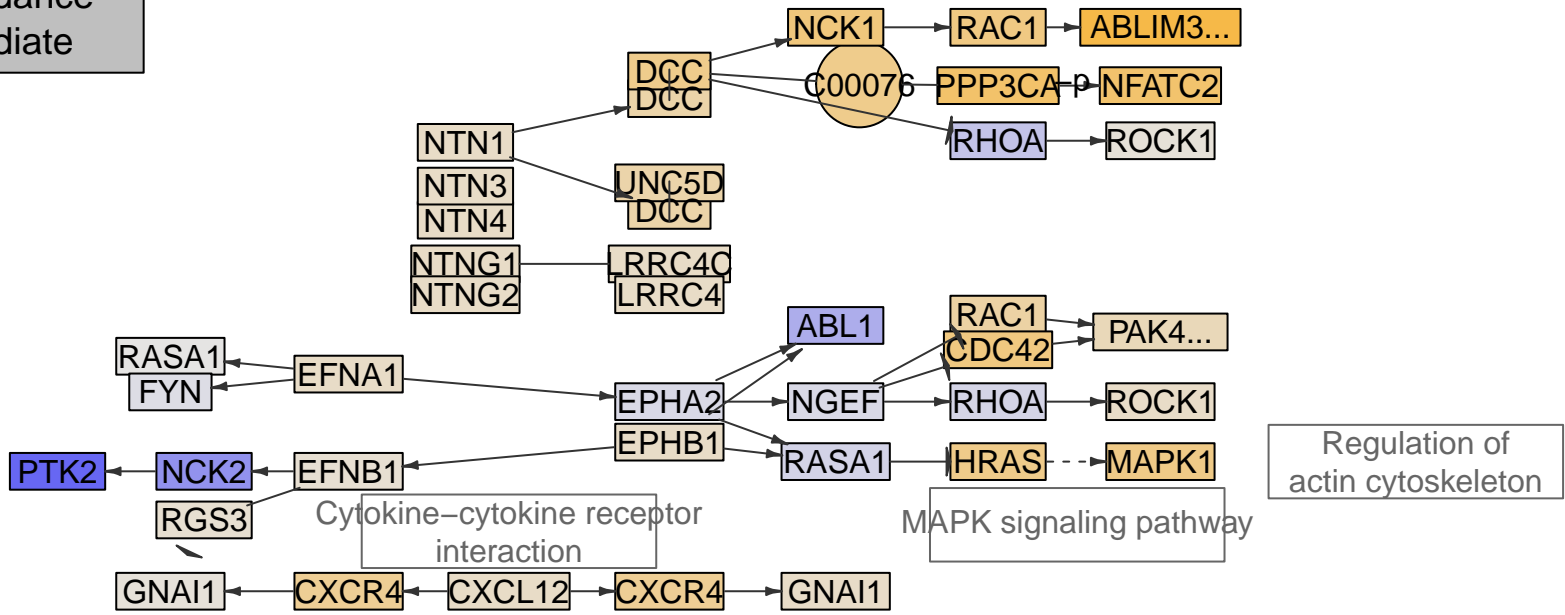 diate
NCK1
RAC1
ABLIM3...
DCC
DCC
C00076
PPP3CA
–p
NFATC2
NTN1
RHOA
ROCK1
NTN3
UNC5D
NTN4
DCC
NTNG1
LRRC4C
NTNG2
LRRC4
RASA1
FYN
EFNA1
ABL1
RAC1
CDC42
PAK4...
EPHA2
NGEF
RHOA
ROCK1
EPHB1
PTK2
NCK2
EFNB1
RASA1
HRAS
MAPK1
Regulation of
actin cytoskeleton
RGS3
Cytokine−cytokine receptor
interaction
MAPK signaling pathway
GNAI1
CXCR4
CXCL12
CXCR4
GNAI1